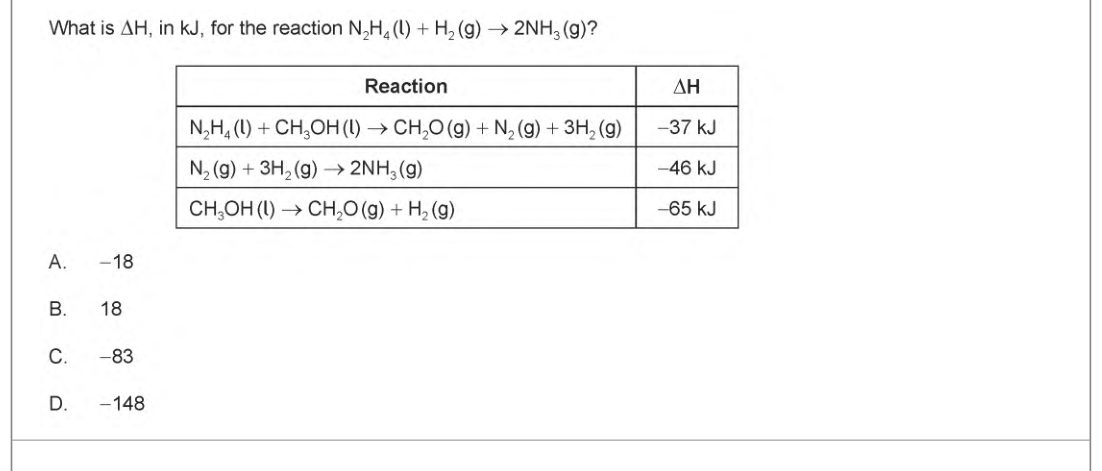 What is ΔH, in kJ, for the reaction N₂H₄(l) + H₂(g) → 2NH₃(g)?
Reaction ΔH
N₂H₄(l) + CH₃OH(l) → CH₂O(g) + N₂(g) + 3H₂(g) −37 kJ
N₂(g) + 3H₂(g) → 2NH₃(g) −46 kJ
CH₃OH(l) → CH₂O(g) + H₂(g) −65 kJ
A. −18
B. 18
C. −83
D. −148